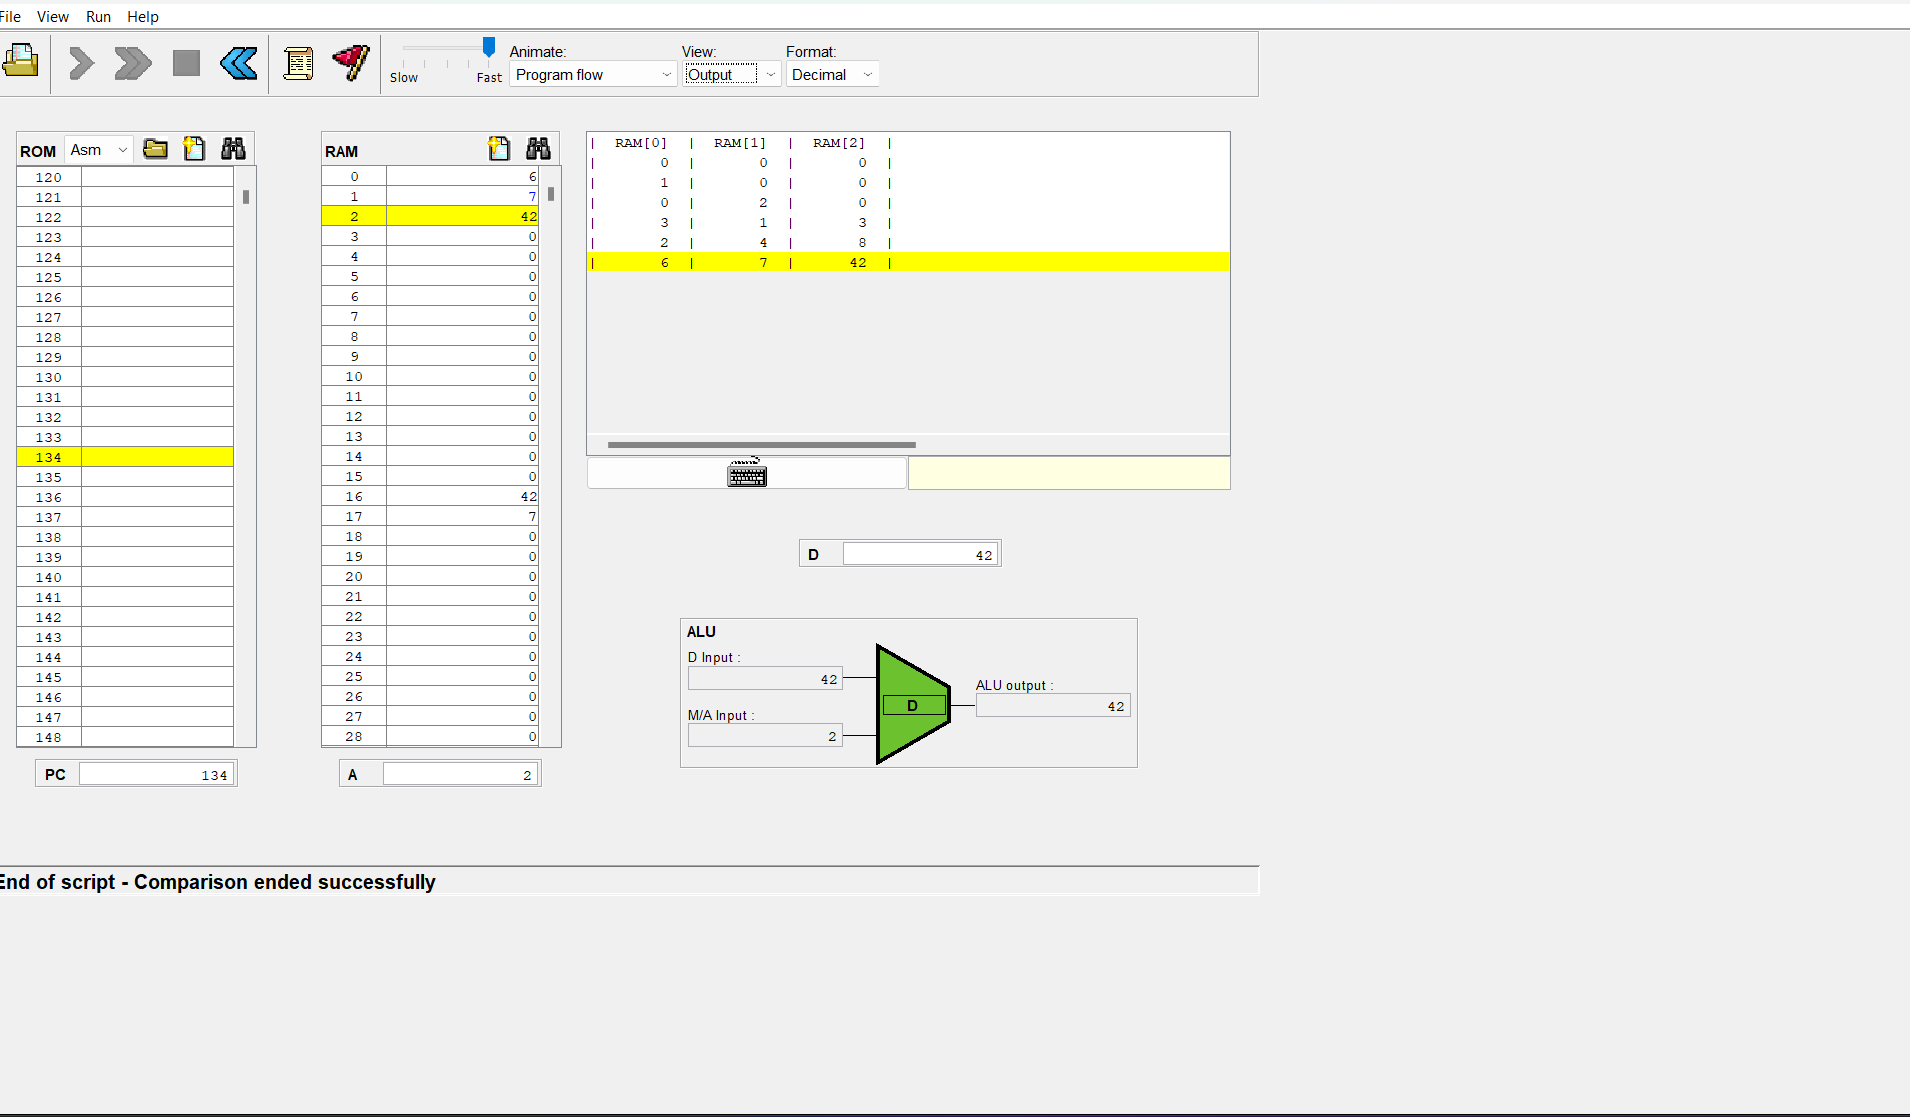 File View Run Help
Slow Fast
Animate:
Program flow
View:
Output
Format:
Decimal
ROM Asm
120
121
122
123
124
125
126
127
128
129
130
131
132
133
134
135
136
137
138
139
140
141
142
143
144
145
146
147
148
PC 134
RAM
0 6
1 7
2 42
3 0
4 0
5 0
6 0
7 0
8 0
9 0
10 0
11 0
12 0
13 0
14 0
15 0
16 42
17 7
18 0
19 0
20 0
21 0
22 0
23 0
24 0
25 0
26 0
27 0
28 0
A 2
| RAM[0] | RAM[1] | RAM[2] |
| 0 | 0 | 0 |
| 1 | 0 | 0 |
| 0 | 2 | 0 |
| 3 | 1 | 3 |
| 2 | 4 | 8 |
| 6 | 7 | 42 |
D 42
ALU
D Input :
42
M/A Input :
2
D
ALU output :
42
End of script - Comparison ended successfully